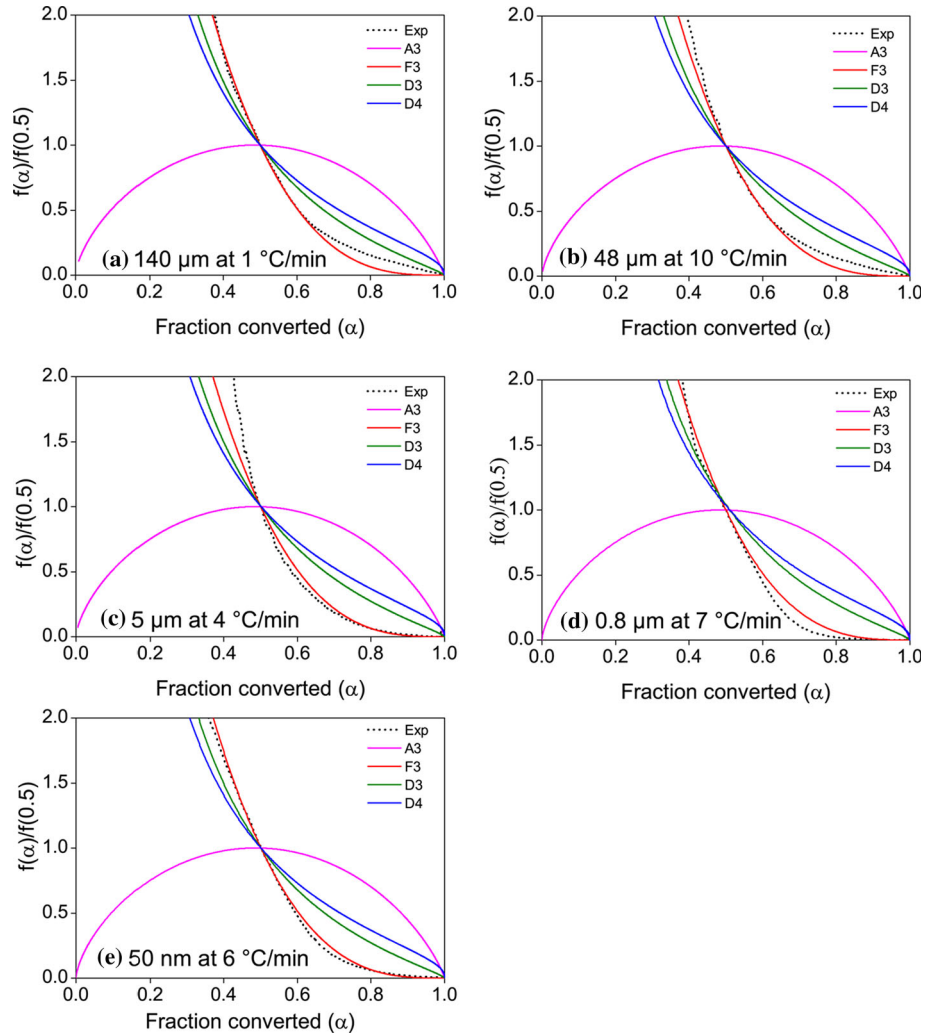 2.0
1.5
1.0
0.5
0.0
f(α)/f(0.5)
Exp
A3
F3
D3
D4
(a) 140 μm at 1 °C/min
0.0 0.2 0.4 0.6 0.8 1.0
Fraction converted (α)
2.0
1.5
1.0
0.5
0.0
f(α)/f(0.5)
Exp
A3
F3
D3
D4
(b) 48 μm at 10 °C/min
0.0 0.2 0.4 0.6 0.8 1.0
Fraction converted (α)
2.0
1.5
1.0
0.5
0.0
f(α)/f(0.5)
Exp
A3
F3
D3
D4
(c) 5 μm at 4 °C/min
0.0 0.2 0.4 0.6 0.8 1.0
Fraction converted (α)
2.0
1.5
1.0
0.5
0.0
f(α)/f(0.5)
Exp
A3
F3
D3
D4
(d) 0.8 μm at 7 °C/min
0.0 0.2 0.4 0.6 0.8 1.0
Fraction converted (α)
2.0
1.5
1.0
0.5
0.0
f(α)/f(0.5)
Exp
A3
F3
D3
D4
(e) 50 nm at 6 °C/min
0.0 0.2 0.4 0.6 0.8 1.0
Fraction converted (α)